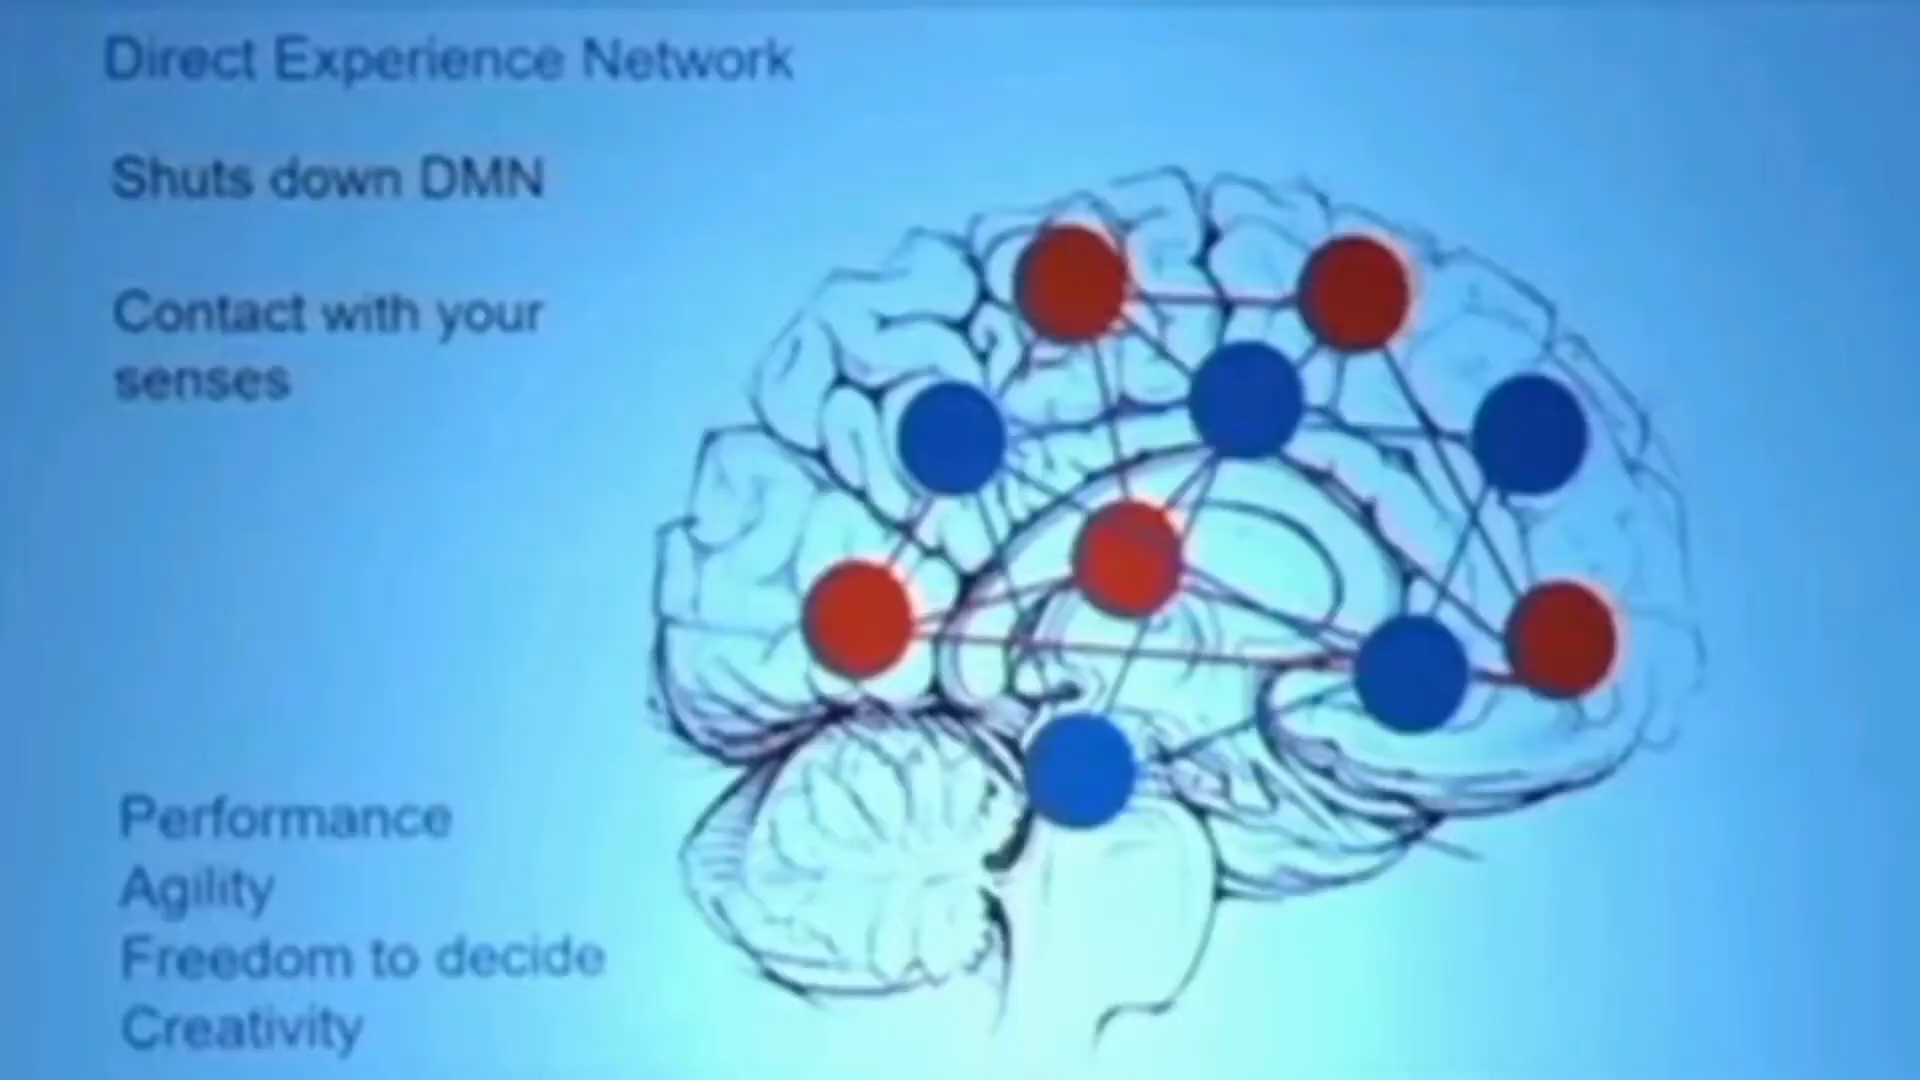 Direct Experience Network
Shuts down DMN
Contact with your
senses
Performance
Agility
Freedom to decide
Creativity